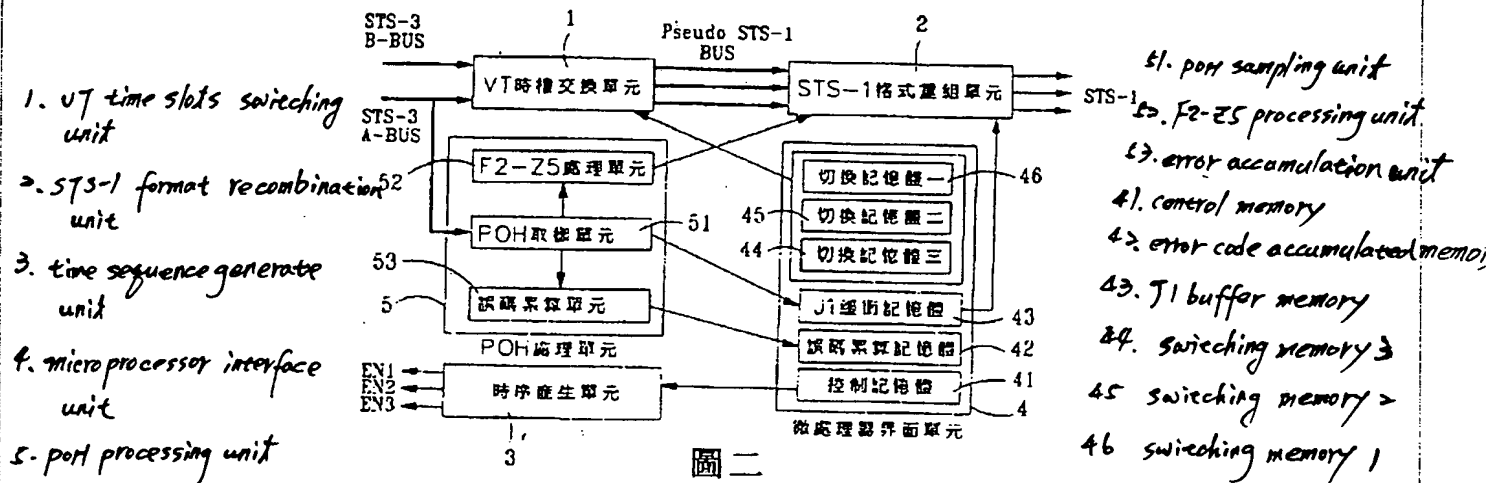 1. VT time slots switching
unit
2. STS-1 format recombination
unit
3. time sequence generate
unit
4. microprocessor interface
unit
5. POH processing unit
STS-3
B-BUS
STS-3
A-BUS
1
VT時槽交換單元
Pseudo STS-1
BUS
2
STS-1格式重組單元
STS-1
52
F2-Z5處理單元
POH取樣單元
51
53
誤碼累算單元
5
POH處理單元
EN1
EN2
EN3
時序產生單元
3
切換記憶體一
46
45
切換記憶體二
44
切換記憶體三
J1緩衝記憶體
43
誤碼累算記憶體
42
控制記憶體
41
4
微處理器界面單元
圖二
51. POH sampling unit
52. F2-Z5 processing unit
53. error accumulation unit
41. control memory
42. error code accumulated memor
43. J1 buffer memory
44. swieching memory 3
45 swieching memory 2
46 swieching memory 1